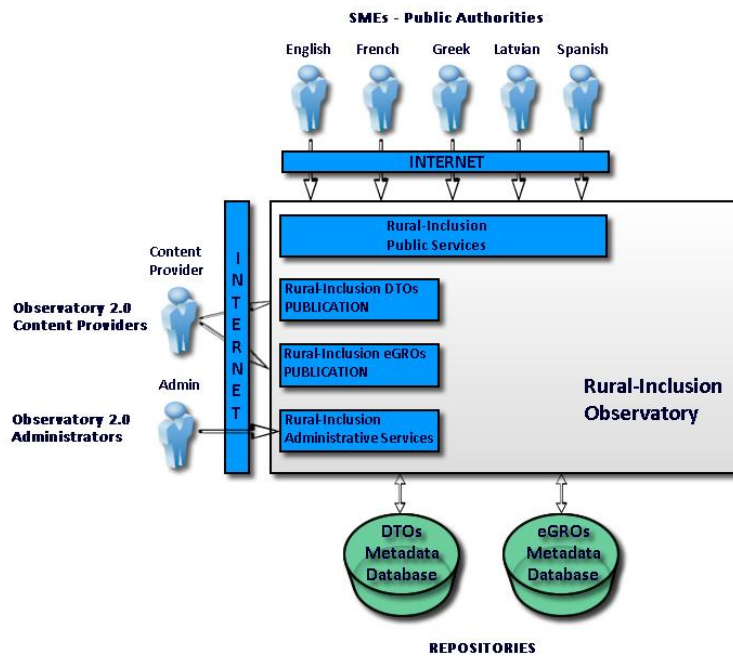 SMEs - Public Authorities
English French Greek Latvian Spanish
INTERNET
Rural-Inclusion
Public Services
INTERNET
Content
Provider
Observatory 2.0
Content Providers
Rural-Inclusion DTOs
PUBLICATION
Rural-Inclusion eGROs
PUBLICATION
Admin
Observatory 2.0
Administrators
Rural-Inclusion
Administrative Services
Rural-Inclusion
Observatory
DTOs
Metadata
Database
eGROs
Metadata
Database
REPOSITORIES